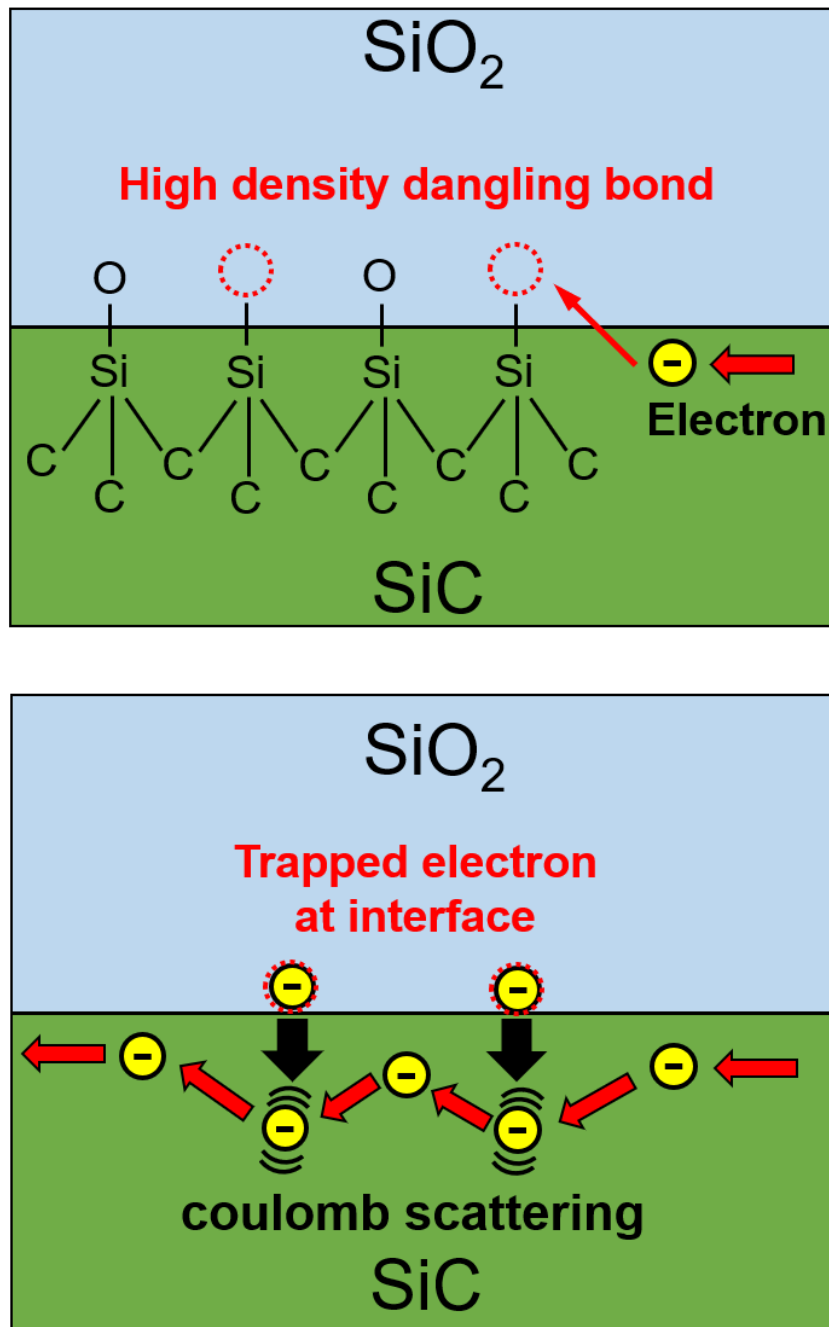 SiO₂
High density dangling bond
O O
Si Si Si Si
-
Electron
C C C C C
C C C C
SiC
SiO₂
Trapped electron
at interface
- -
- - -
- -
coulomb scattering
SiC